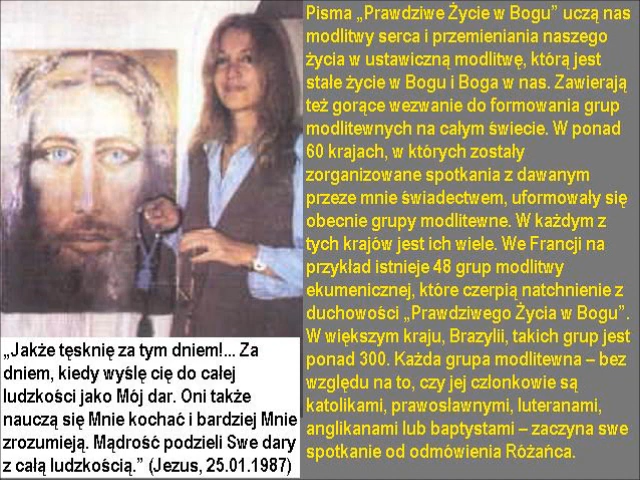 Pisma „Prawdziwe Życie w Bogu” uczą nas
modlitwy serca i przemieniania naszego
życia w ustawiczną modlitwę, którą jest
stałe życie w Bogu i Boga w nas. Zawierają
też gorące wezwanie do formowania grup
modlitewnych na całym świecie. W ponad
60 krajach, w których zostały
zorganizowane spotkania z dawanym
przeze mnie świadectwem, uformowały się
obecnie grupy modlitewne. W każdym z
tych krajów jest ich wiele. We Francji na
przykład istnieje 48 grup modlitwy
ekumenicznej, które czerpią natchnienie z
duchowości „Prawdziwego Życia w Bogu”.
W większym kraju, Brazylii, takich grup jest
ponad 300. Każda grupa modlitewna – bez
względu na to, czy jej członkowie są
katolikami, prawosławnymi, luteranami,
anglikanami lub baptystami – zaczyna swe
spotkanie od odmówienia Różańca.
„Jakże tęsknię za tym dniem!... Za
dniem, kiedy wyślę cię do całej
ludzkości jako Mój dar. Oni także
nauczą się Mnie kochać i bardziej Mnie
zrozumieją. Mądrość podzieli Swe dary
z całą ludzkością.” (Jezus, 25.01.1987)